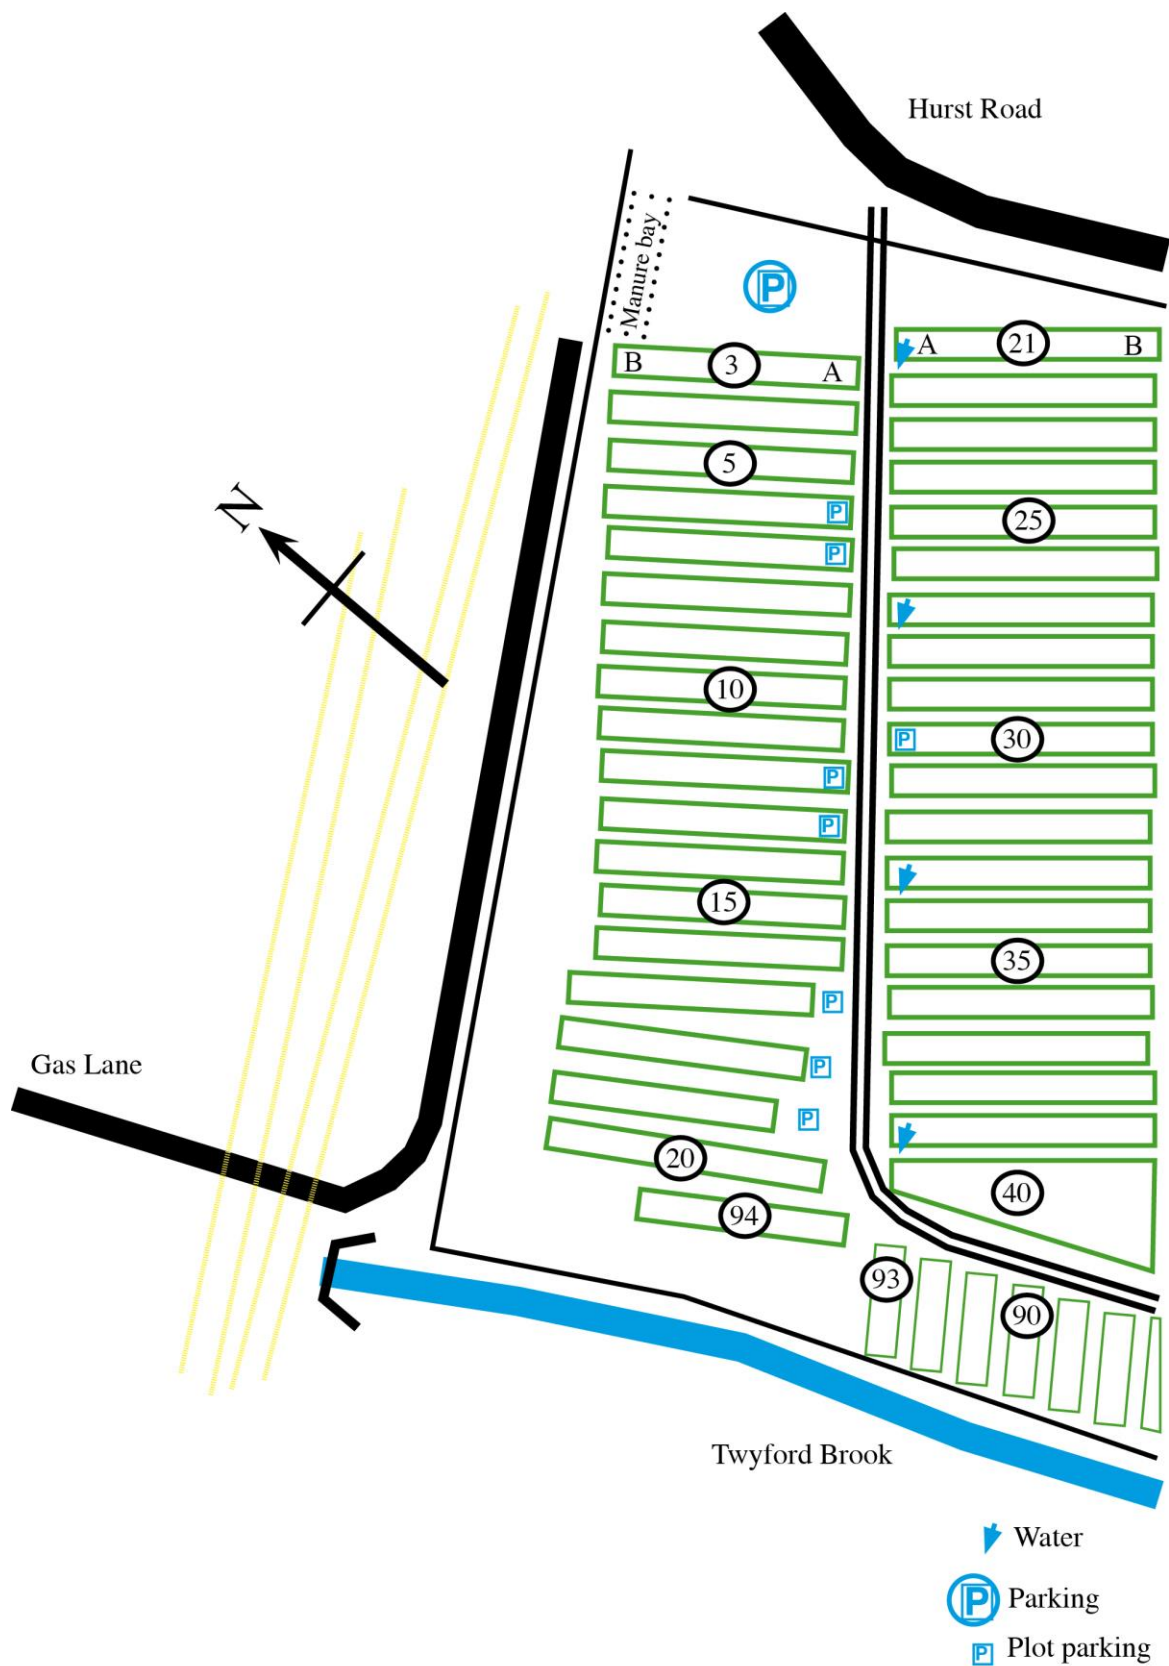 Hurst Road
Manure bay
P
B 3 A
A 21 B
5
25
P
P
N
10
P 30
P
P
15
35
P
P
P
Gas Lane
20
40
94
93
90
Twyford Brook
Water
P Parking
P Plot parking